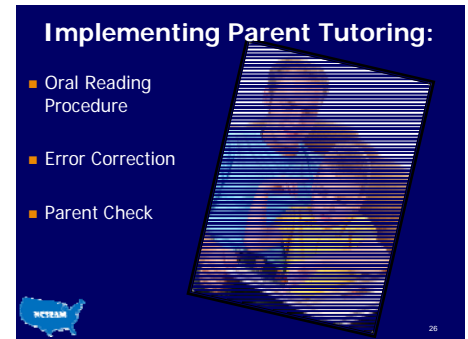 Implementing Parent Tutoring:
Oral Reading
Procedure
Error Correction
Parent Check
NCTEAM
26